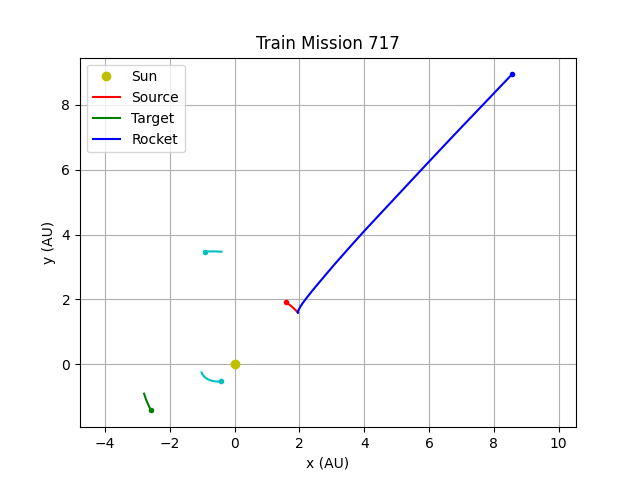 Train Mission 717
Sun
Source
Target
Rocket
y (AU)
8
6
4
2
0
−4 −2 0 2 4 6 8 10
x (AU)